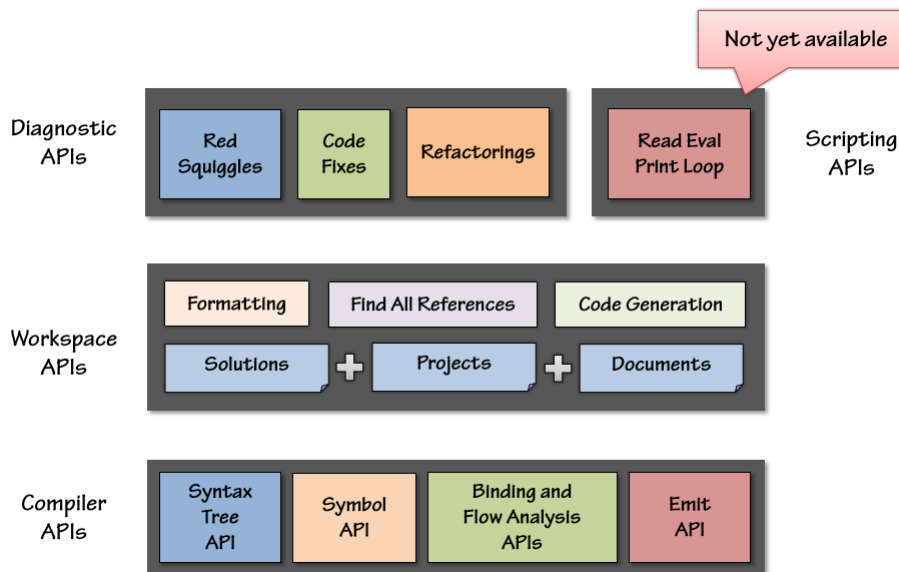 Not yet available
Diagnostic
APIs
Red
Squiggles
Code
Fixes
Refactorings
Read Eval
Print Loop
Scripting
APIs
Workspace
APIs
Formatting
Find All References
Code Generation
Solutions
Projects
Documents
Compiler
APIs
Syntax
Tree
API
Symbol
API
Binding and
Flow Analysis
APIs
Emit
API